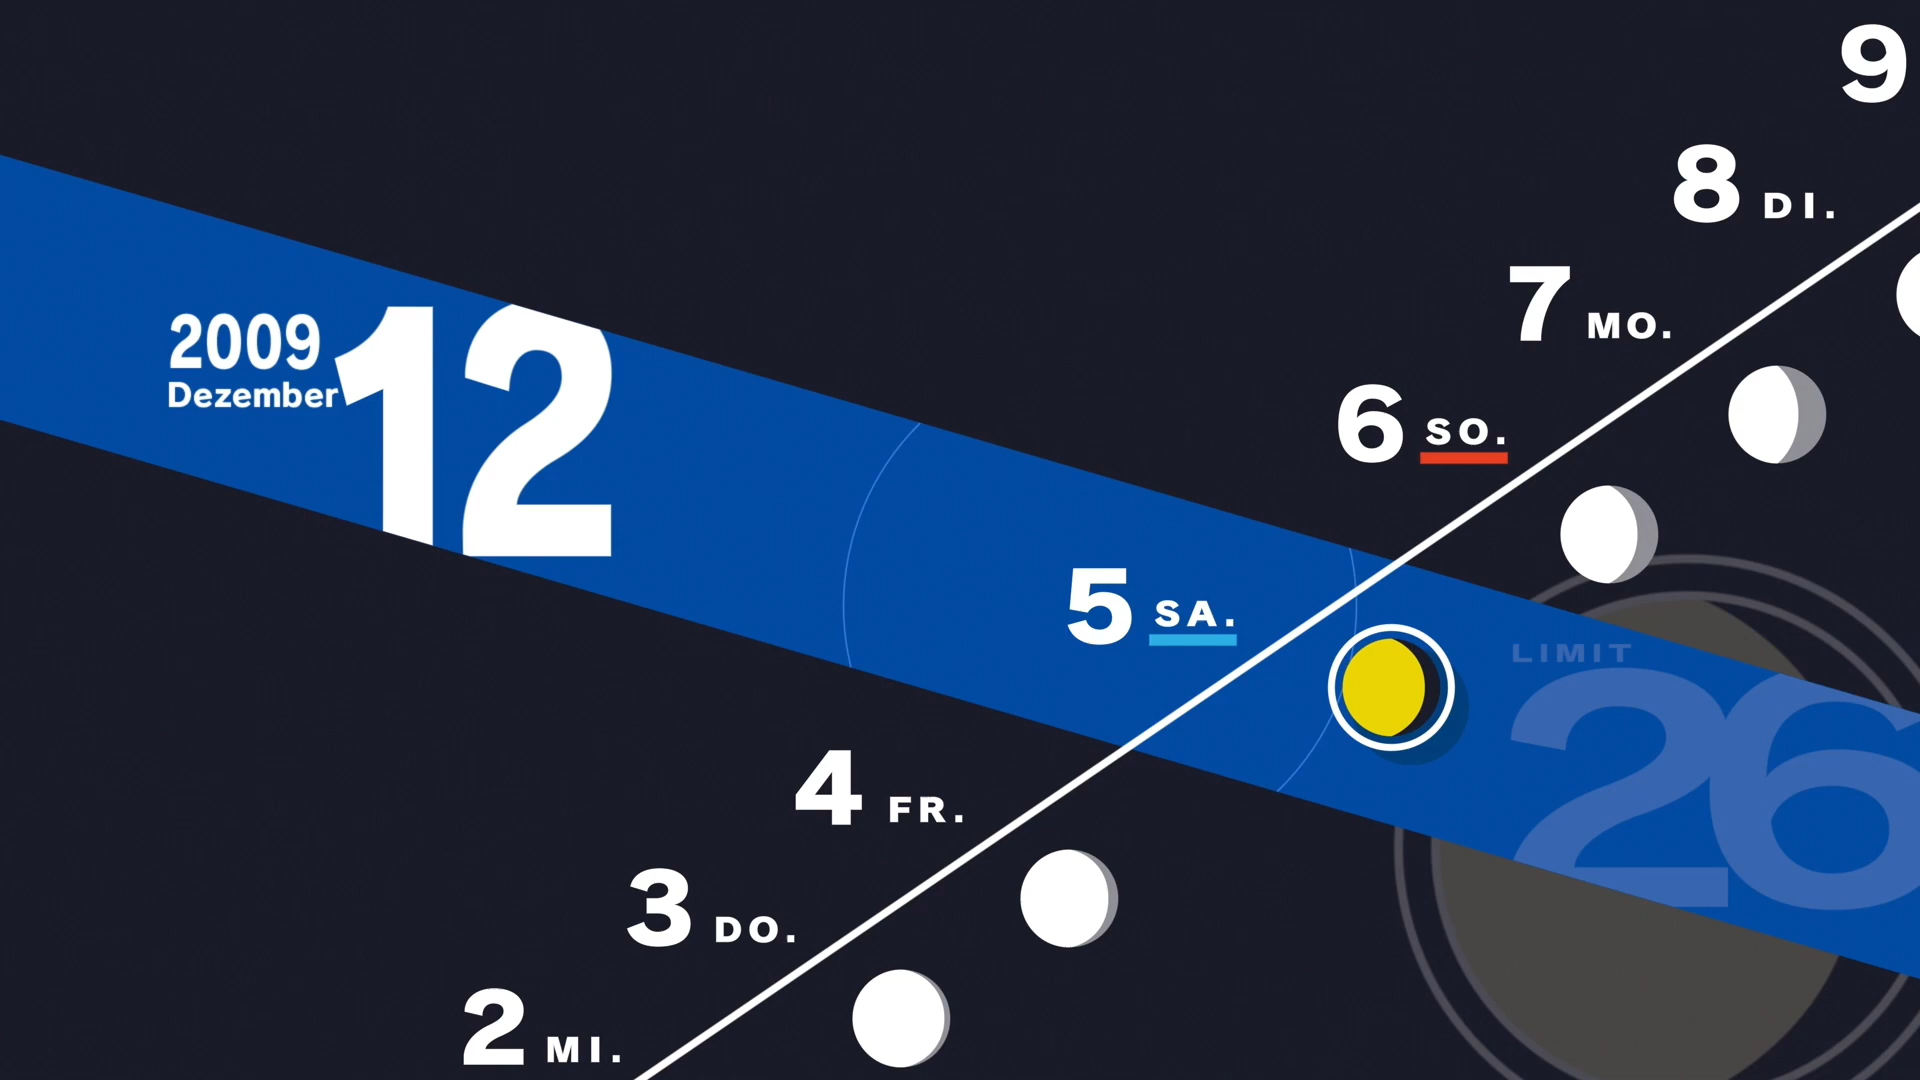 2009
Dezember
12
9
8 DI.
7 MO.
6 SO.
5 SA.
4 FR.
3 DO.
2 MI.
LIMIT
26